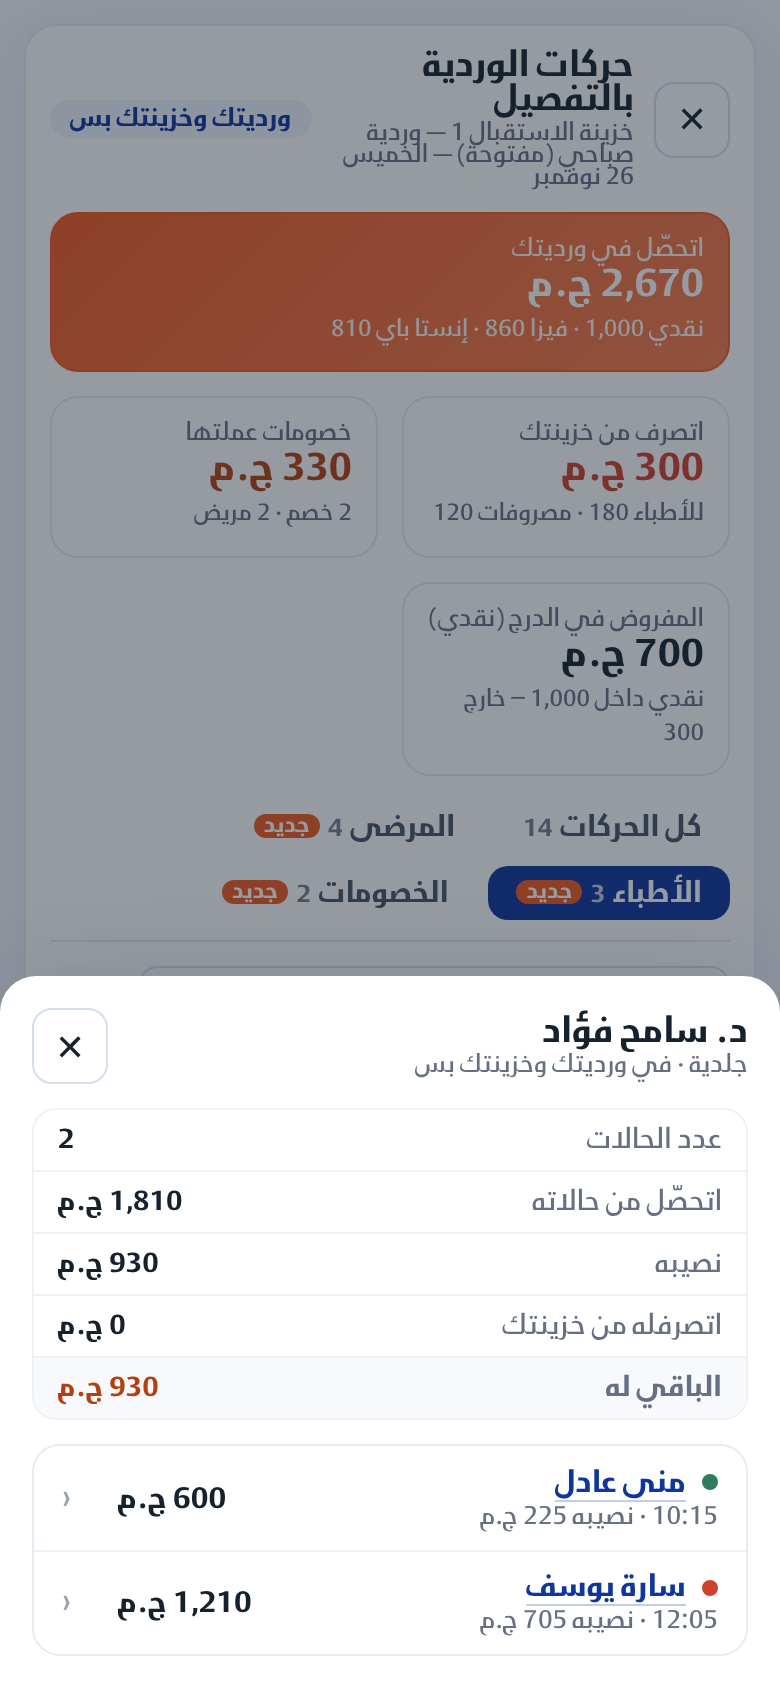 حركات الوردية
بالتفصيل
خزينة الاستقبال 1 — وردية
صباحي (مفتوحة) — الخميس
26 نوفمبر
ورديتك وخزينتك بس
اتحصّل في ورديتك
2,670 ج.م
نقدي 1,000 · فيزا 860 · إنستا باي 810
اتصرف من خزينتك
300 ج.م
للأطباء 180 · مصروفات 120
خصومات عملتها
330 ج.م
2 خصم · 2 مريض
المفروض في الدرج (نقدي)
700 ج.م
نقدي داخل 1,000 − خارج
300
كل الحركات 14
المرضى 4 جديد
الأطباء 3 جديد
الخصومات 2 جديد
د. سامح فؤاد
جلدية · في ورديتك وخزينتك بس
عدد الحالات 2
اتحصّل من حالاته 1,810 ج.م
نصيبه 930 ج.م
اتصرفله من خزينتك 0 ج.م
الباقي له 930 ج.م
منى عادل 600 ج.م
10:15 · نصيبه 225 ج.م
سارة يوسف 1,210 ج.م
12:05 · نصيبه 705 ج.م